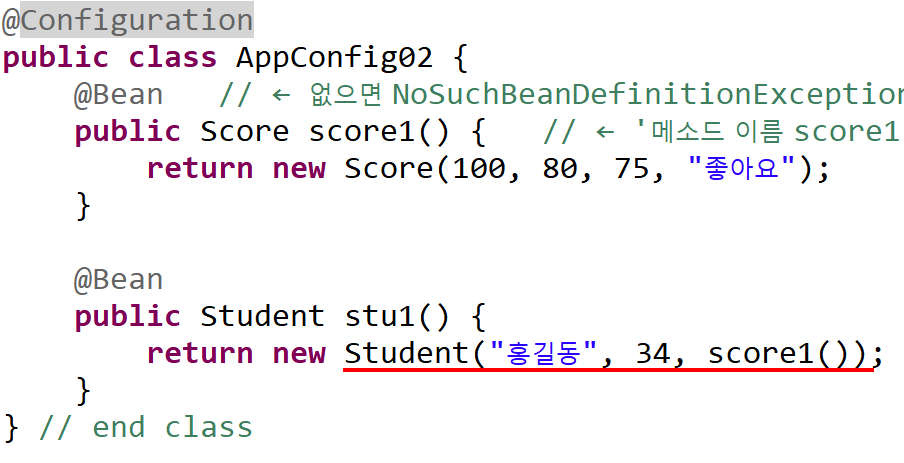 @Configuration
public class AppConfig02 {
@Bean // ← 없으면 NoSuchBeanDefinitionException
public Score score1() { // ← '메소드 이름 score1
return new Score(100, 80, 75, "좋아요");
}
@Bean
public Student stu1() {
return new Student("홍길동", 34, score1());
}
} // end class